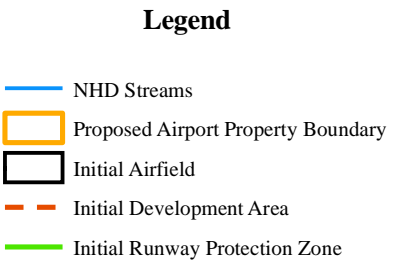 Legend
NHD Streams
Proposed Airport Property Boundary
Initial Airfield
Initial Development Area
Initial Runway Protection Zone